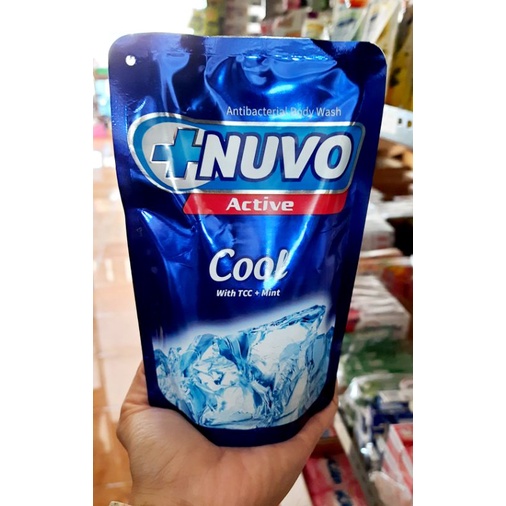 Antibacterial Body Wash
NUVO
Active
Cool
With TCC + Mint